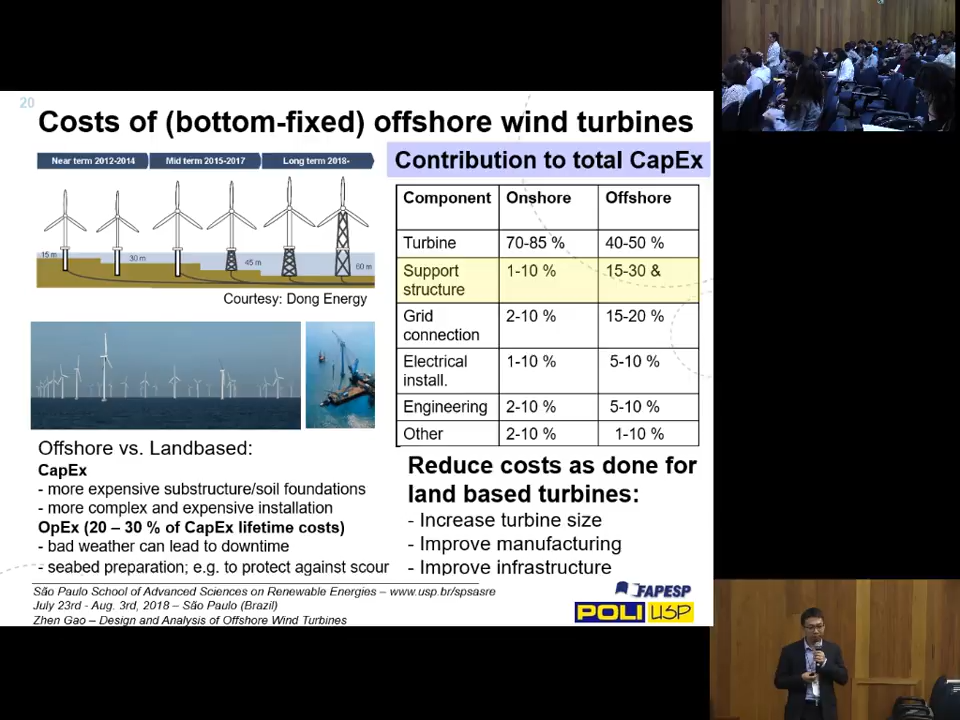 20
Costs of (bottom-fixed) offshore wind turbines
Near term 2012-2014
Mid term 2015-2017
Long term 2018-
15 m
30 m
45 m
60 m
Courtesy: Dong Energy
Offshore vs. Landbased:
CapEx
- more expensive substructure/soil foundations
- more complex and expensive installation
OpEx (20 – 30 % of CapEx lifetime costs)
- bad weather can lead to downtime
- seabed preparation; e.g. to protect against scour
Contribution to total CapEx
Component Onshore Offshore
Turbine 70-85 % 40-50 %
Support 1-10 % 15-30 &
structure
Grid 2-10 % 15-20 %
connection
Electrical 1-10 % 5-10 %
install.
Engineering 2-10 % 5-10 %
Other 2-10 % 1-10 %
Reduce costs as done for
land based turbines:
- Increase turbine size
- Improve manufacturing
- Improve infrastructure
São Paulo School of Advanced Sciences on Renewable Energies – www.usp.br/spsasre
July 23rd - Aug. 3rd, 2018 – São Paulo (Brazil)
Zhen Gao – Design and Analysis of Offshore Wind Turbines
FAPESP
POLI USP